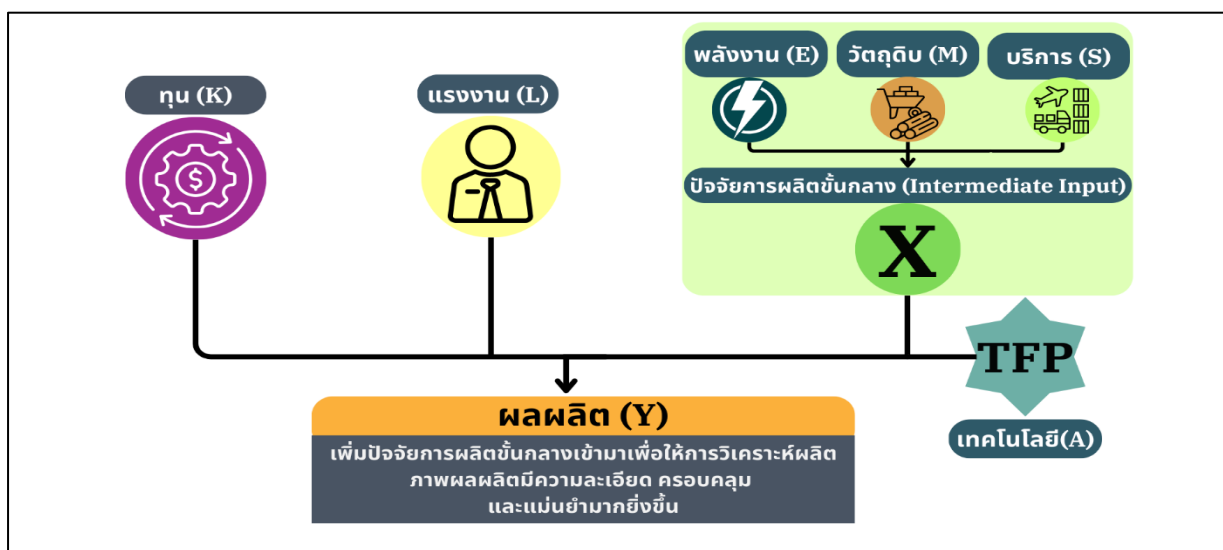 พลังงาน (E)
วัตถุดิบ (M)
บริการ (S)
ทุน (K)
แรงงาน (L)
$
ปัจจัยการผลิตขั้นกลาง (Intermediate Input)
X
TFP
เทคโนโลยี(A)
ผลผลิต (Y)
เพิ่มปัจจัยการผลิตขั้นกลางเข้ามาเพื่อให้การวิเคราะห์ผลิต
ภาพผลผลิตมีความละเอียด ครอบคลุม
และแม่นยำมากยิ่งขึ้น